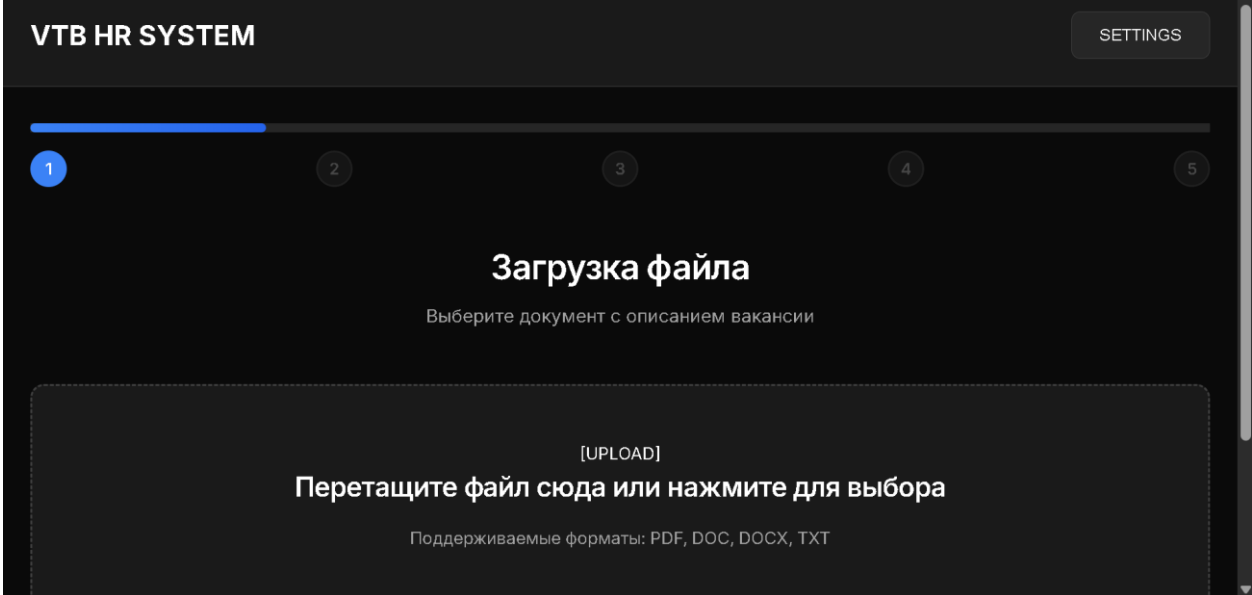 VTB HR SYSTEM
SETTINGS
1
2
3
4
5
Загрузка файла
Выберите документ с описанием вакансии
[UPLOAD]
Перетащите файл сюда или нажмите для выбора
Поддерживаемые форматы: PDF, DOC, DOCX, TXT